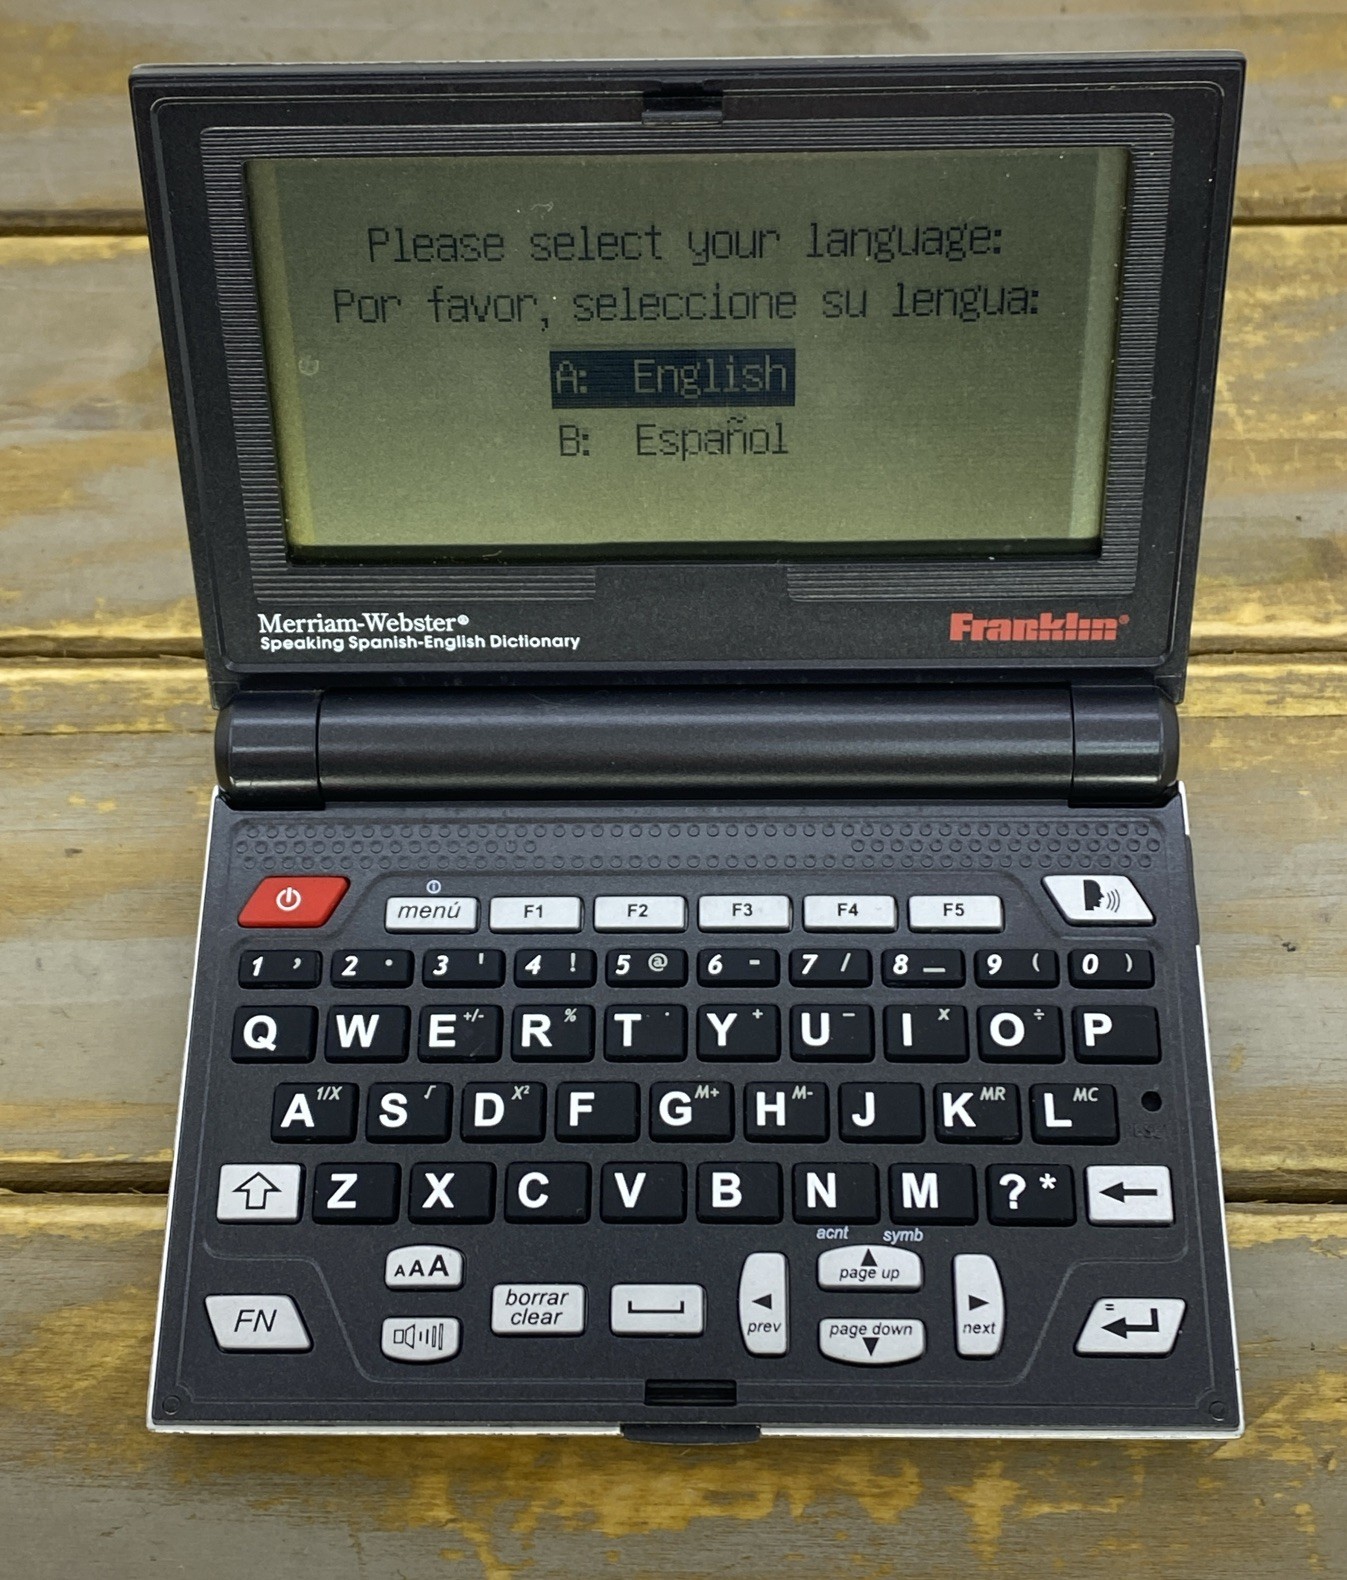 Please select your language:
Por favor, seleccione su lengua:
A: English
B: Español
Merriam-Webster®
Speaking Spanish-English Dictionary
Franklin®
menú F1 F2 F3 F4 F5
1 , 2 . 3 ' 4 ! 5 @ 6 - 7 / 8 _ 9 ( 0 )
Q W E +/- R % T . Y + U − I x O ÷ P
A 1/X S √ D X² F G M+ H M- J K MR L MC
Z X C V B N M ? *
acnt symb
AAA
page up
borrar
clear
FN
prev
page down
next
=